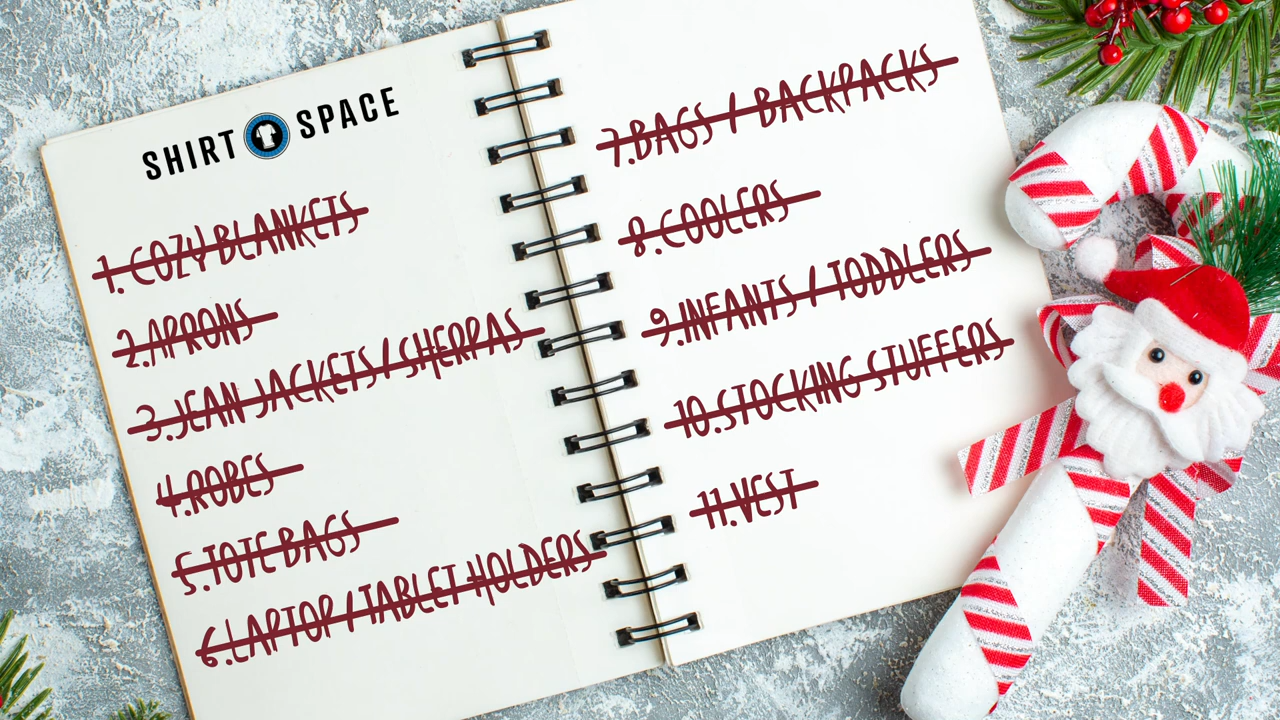 SHIRT SPACE
1. COZY BLANKETS
2. APRONS
3. JEAN JACKETS / SHERPAS
4. ROBES
5. TOTE BAGS
6. LAPTOP / TABLET HOLDERS
7. BAGS / BACKPACKS
8. COOLERS
9. INFANTS / TODDLERS
10. STOCKING STUFFERS
11. VEST